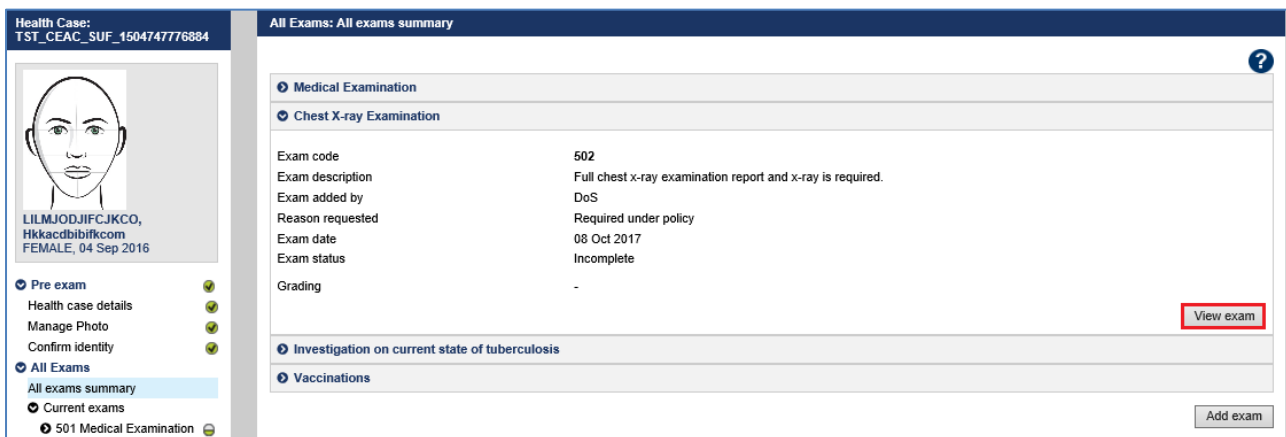 Health Case:
TST_CEAC_SUF_1504747776884
LILMJODJIFCJKCO,
Hkkacdbibifkcom
FEMALE, 04 Sep 2016
Pre exam
Health case details
Manage Photo
Confirm identity
All Exams
All exams summary
Current exams
501 Medical Examination
All Exams: All exams summary
?
Medical Examination
Chest X-ray Examination
Exam code 502
Exam description Full chest x-ray examination report and x-ray is required.
Exam added by DoS
Reason requested Required under policy
Exam date 08 Oct 2017
Exam status Incomplete
Grading -
View exam
Investigation on current state of tuberculosis
Vaccinations
Add exam